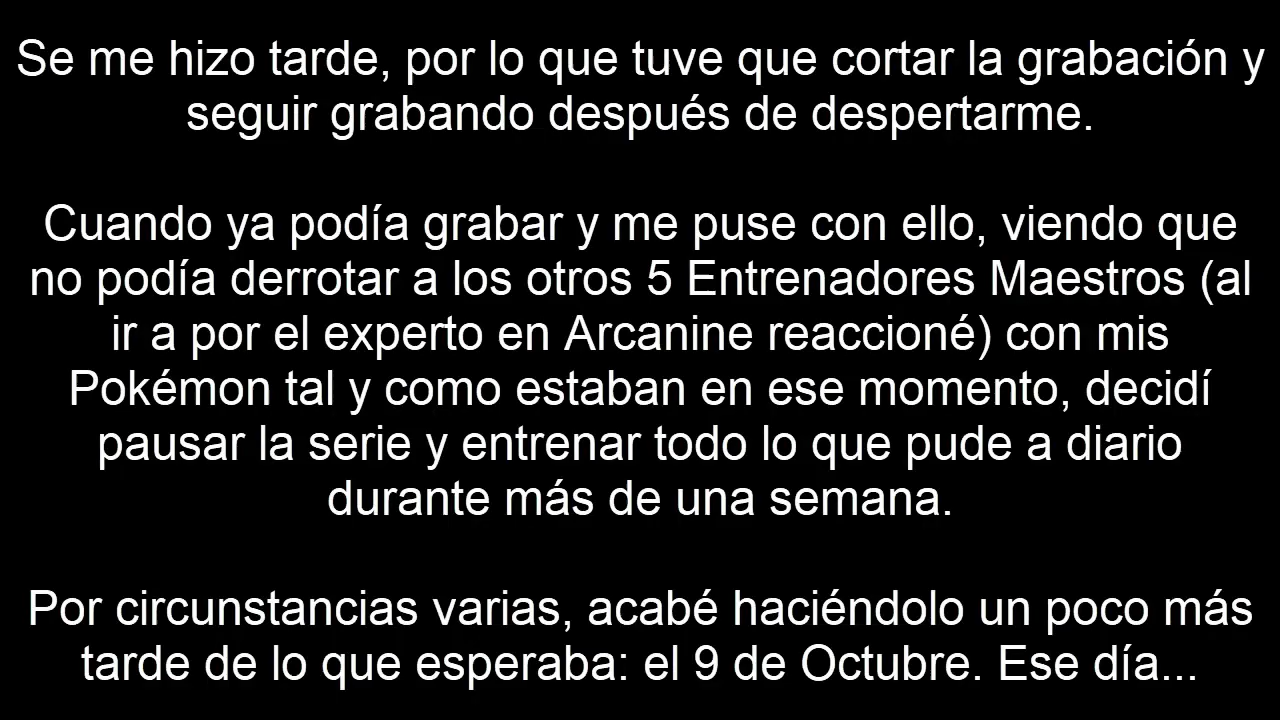 Se me hizo tarde, por lo que tuve que cortar la grabación y
seguir grabando después de despertarme.
Cuando ya podía grabar y me puse con ello, viendo que
no podía derrotar a los otros 5 Entrenadores Maestros (al
ir a por el experto en Arcanine reaccioné) con mis
Pokémon tal y como estaban en ese momento, decidí
pausar la serie y entrenar todo lo que pude a diario
durante más de una semana.
Por circunstancias varias, acabé haciéndolo un poco más
tarde de lo que esperaba: el 9 de Octubre. Ese día...